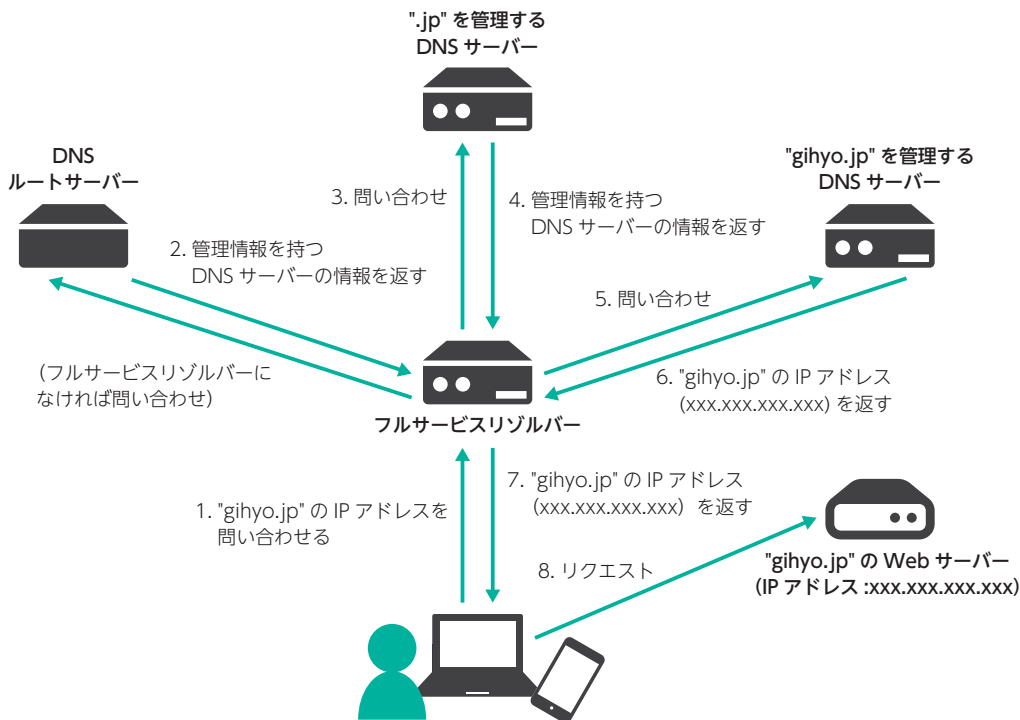 ".jp" を管理する
DNS サーバー
DNS
ルートサーバー
"gihyo.jp" を管理する
DNS サーバー
3. 問い合わせ
4. 管理情報を持つ
DNS サーバーの情報を返す
2. 管理情報を持つ
DNS サーバーの情報を返す
5. 問い合わせ
(フルサービスリゾルバーに
なければ問い合わせ)
6. "gihyo.jp" の IP アドレス
(xxx.xxx.xxx.xxx) を返す
フルサービスリゾルバー
1. "gihyo.jp" の IP アドレスを
問い合わせる
7. "gihyo.jp" の IP アドレス
(xxx.xxx.xxx.xxx) を返す
8. リクエスト
"gihyo.jp" の Web サーバー
(IP アドレス :xxx.xxx.xxx.xxx)